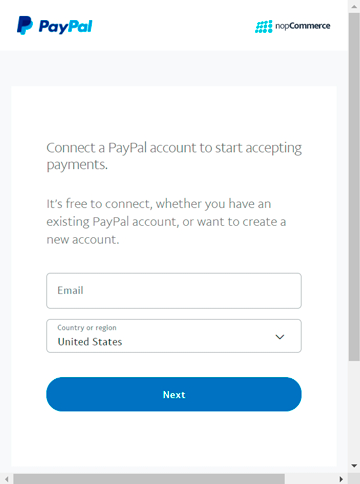 PayPal nopCommerce
Connect a PayPal account to start accepting
payments.
It's free to connect, whether you have an
existing PayPal account, or want to create a
new account.
Email
Country or region
United States
Next